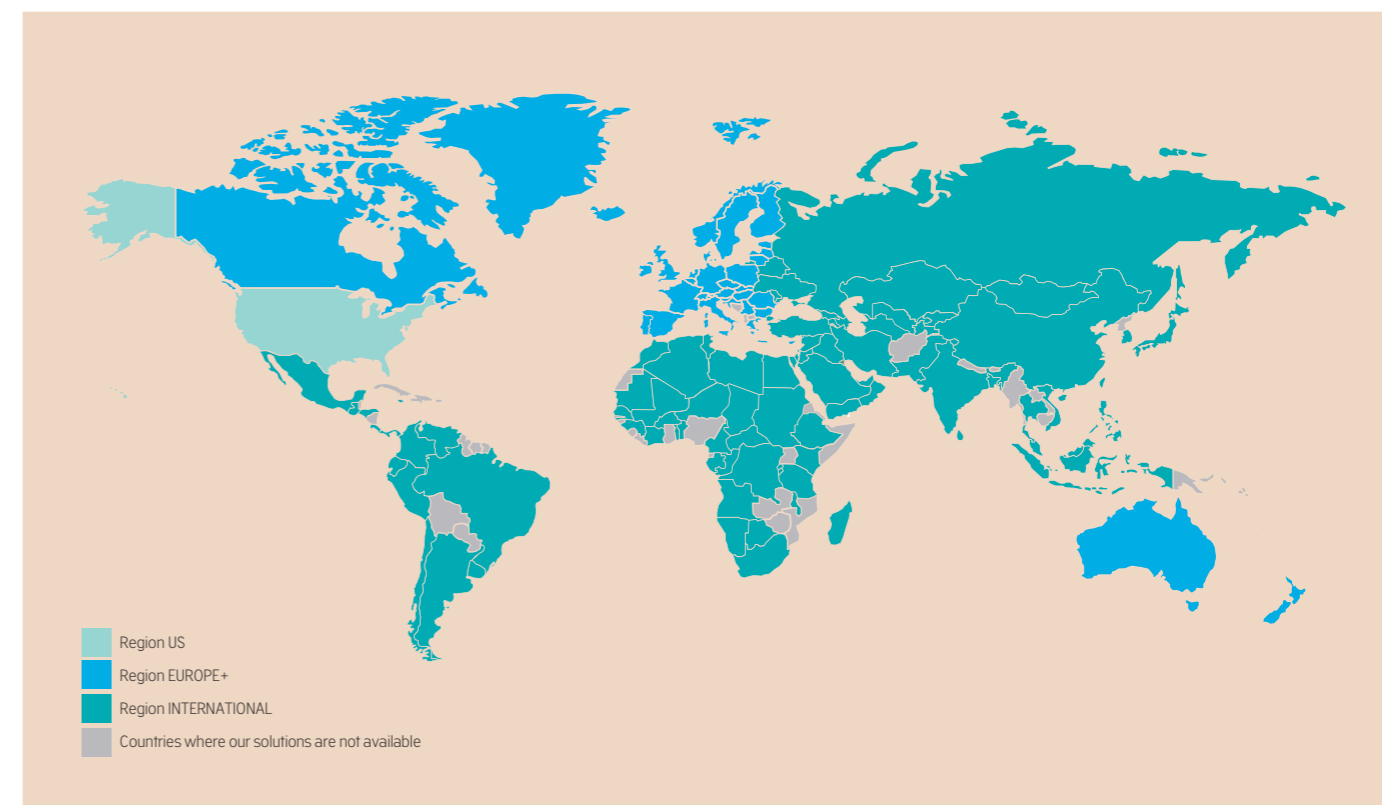 Region US
Region EUROPE+
Region INTERNATIONAL
Countries where our solutions are not available